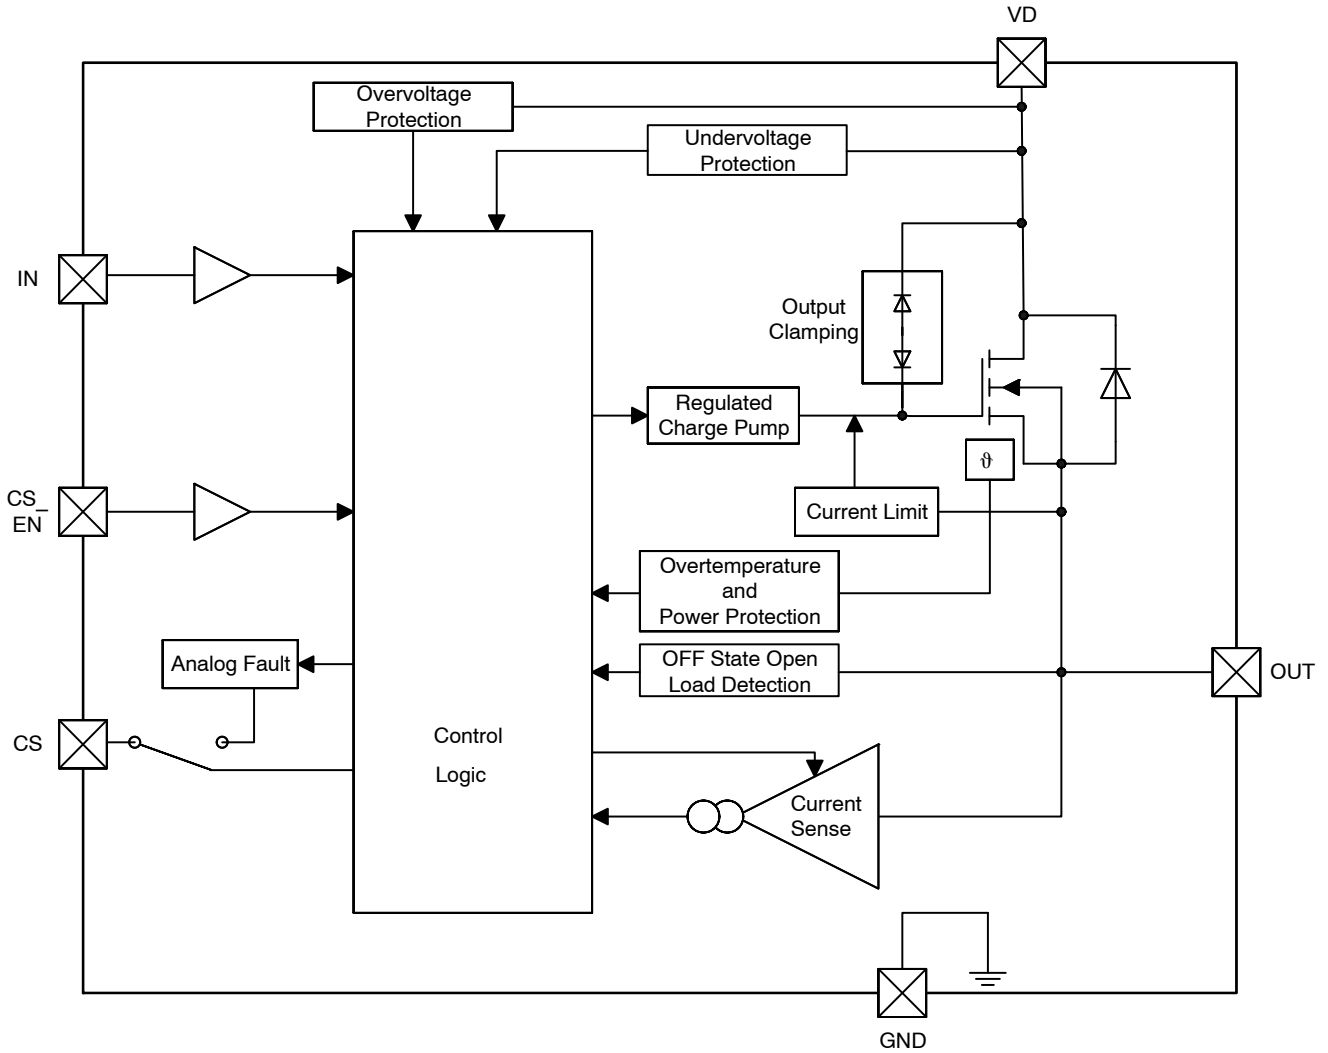 VD
Overvoltage
Protection
Undervoltage
Protection
IN
Output
Clamping
Regulated
Charge Pump
ϑ
CS_
EN
Current Limit
Overtemperature
and
Power Protection
Analog Fault
OFF State Open
Load Detection
OUT
CS
Control
Logic
Current
Sense
GND